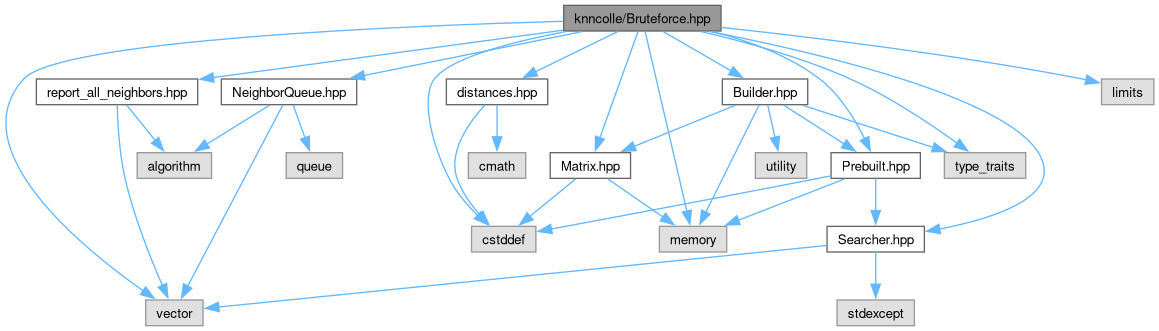 knncolle/Bruteforce.hpp
report_all_neighbors.hpp
NeighborQueue.hpp
distances.hpp
Builder.hpp
limits
algorithm
queue
cmath
Matrix.hpp
utility
Prebuilt.hpp
type_traits
cstddef
memory
Searcher.hpp
vector
stdexcept